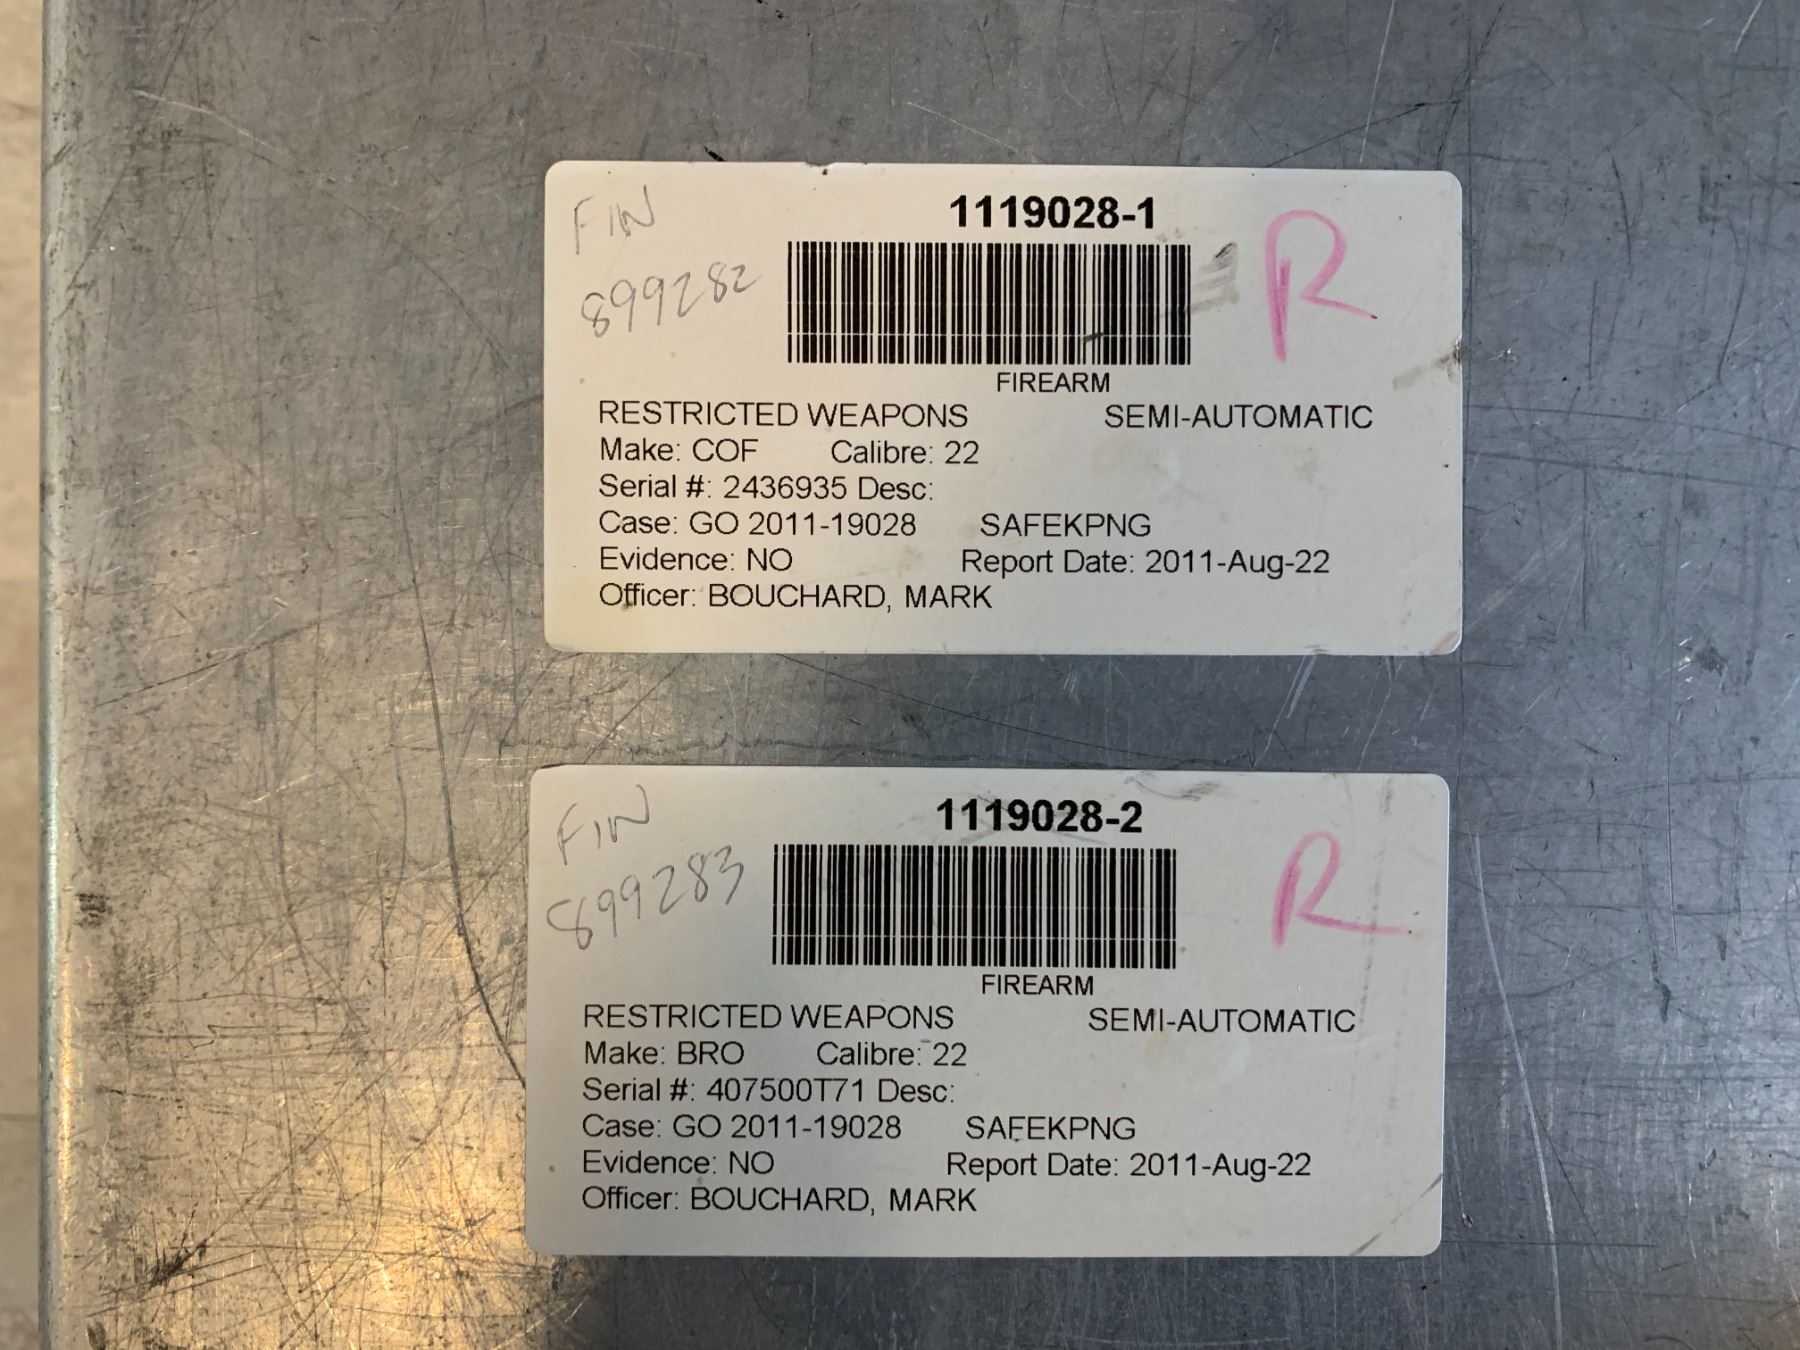 FIN
899282
1119028-1
R
FIREARM
RESTRICTED WEAPONS SEMI-AUTOMATIC
Make: COF Calibre: 22
Serial #: 2436935 Desc:
Case: GO 2011-19028 SAFEKPNG
Evidence: NO Report Date: 2011-Aug-22
Officer: BOUCHARD, MARK
FIN
899283
1119028-2
R
FIREARM
RESTRICTED WEAPONS SEMI-AUTOMATIC
Make: BRO Calibre: 22
Serial #: 407500T71 Desc:
Case: GO 2011-19028 SAFEKPNG
Evidence: NO Report Date: 2011-Aug-22
Officer: BOUCHARD, MARK